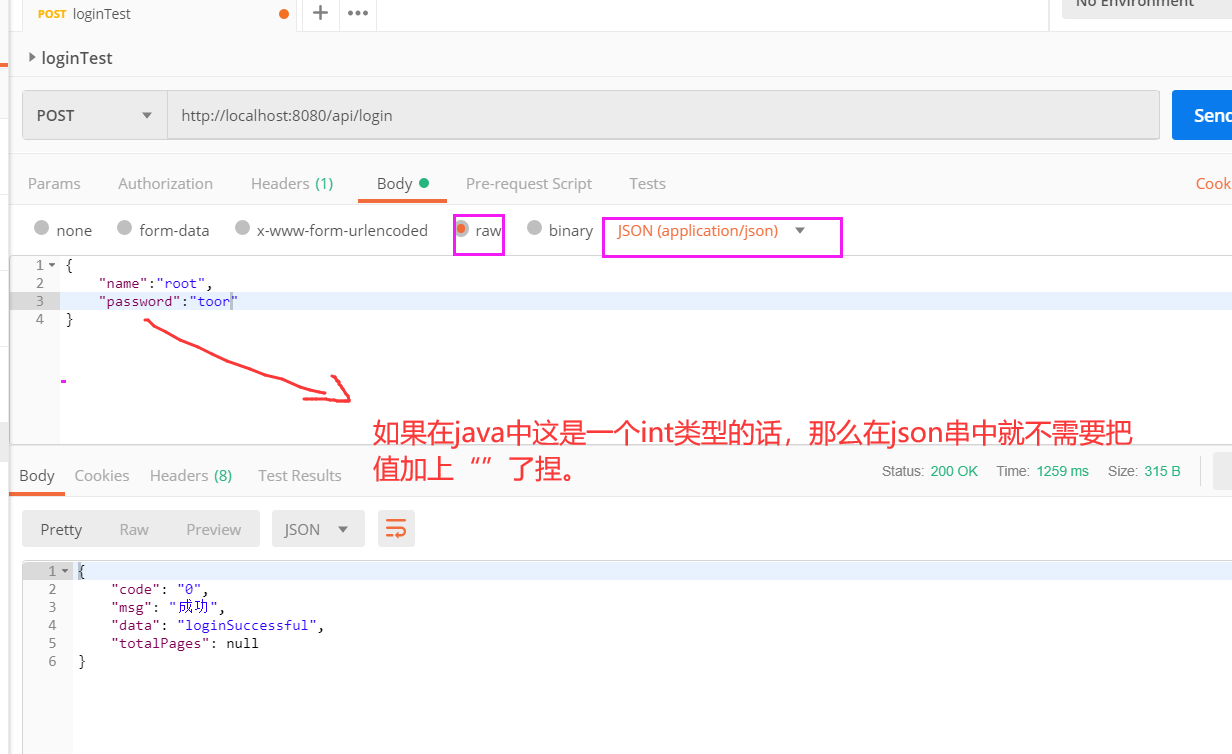 POST loginTest
No Environment
loginTest
POST http://localhost:8080/api/login
Params Authorization Headers (1) Body Pre-request Script Tests
none form-data x-www-form-urlencoded raw binary JSON (application/json)
1 {
2 "name":"root",
3 "password":"toor"
4 }
如果在java中这是一个int类型的话，那么在json串中就不需要把
值加上“”了捏。
Body Cookies Headers (8) Test Results Status: 200 OK Time: 1259 ms Size: 315 B
Pretty Raw Preview JSON
1 {
2 "code": "0",
3 "msg": "成功",
4 "data": "loginSuccessful",
5 "totalPages": null
6 }